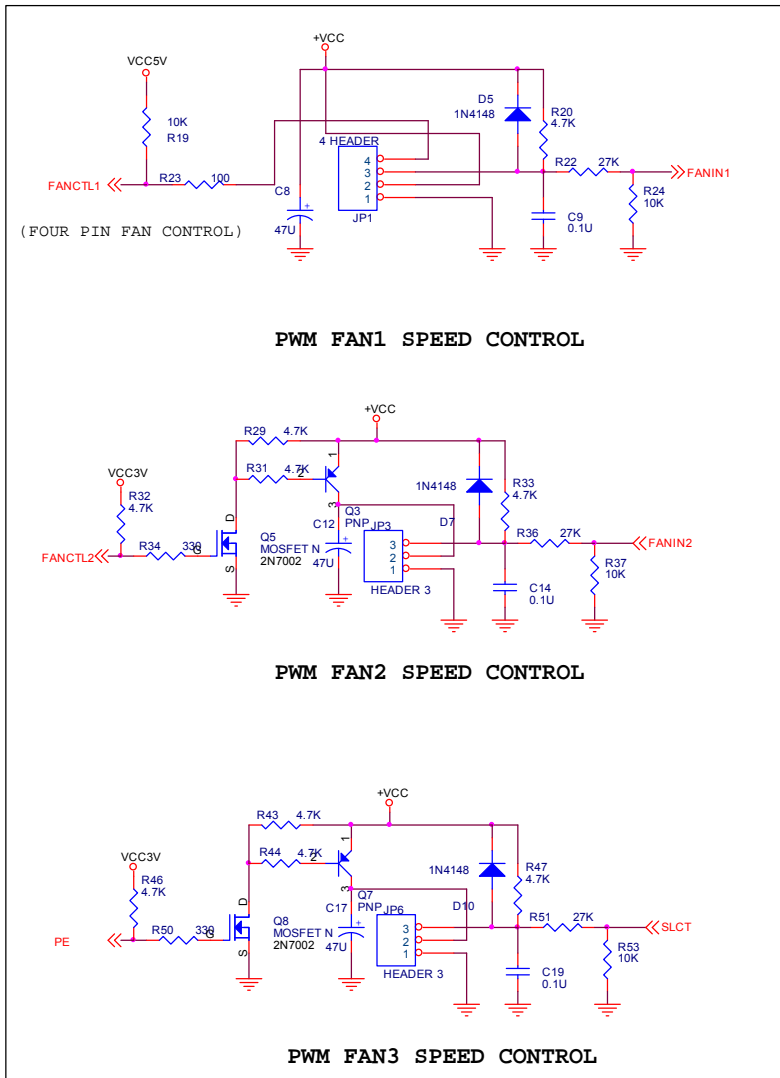 +VCC
VCC5V
D5
1N4148
R20
4.7K
10K
R19
4 HEADER
4
3
2
1
JP1
R22
27K
FANCTL1
R23
100
FANIN1
C8
47U
R24
10K
C9
0.1U
(FOUR PIN FAN CONTROL)
PWM FAN1 SPEED CONTROL
+VCC
R29
4.7K
1
R31
4.7K
2
VCC3V
R32
4.7K
1N4148
R33
4.7K
3
D
Q3
PNP
C12
47U
JP3
D7
R36
27K
Q5
MOSFET N
2N7002
3
2
1
FANCTL2
R34
330
G
S
FANIN2
R37
10K
C14
0.1U
HEADER 3
PWM FAN2 SPEED CONTROL
+VCC
R43
4.7K
1
R44
4.7K
2
VCC3V
R46
4.7K
1N4148
R47
4.7K
3
D
Q7
PNP
C17
47U
JP6
D10
R51
27K
Q8
MOSFET N
2N7002
3
2
1
PE
R50
330
G
S
SLCT
R53
10K
C19
0.1U
HEADER 3
PWM FAN3 SPEED CONTROL